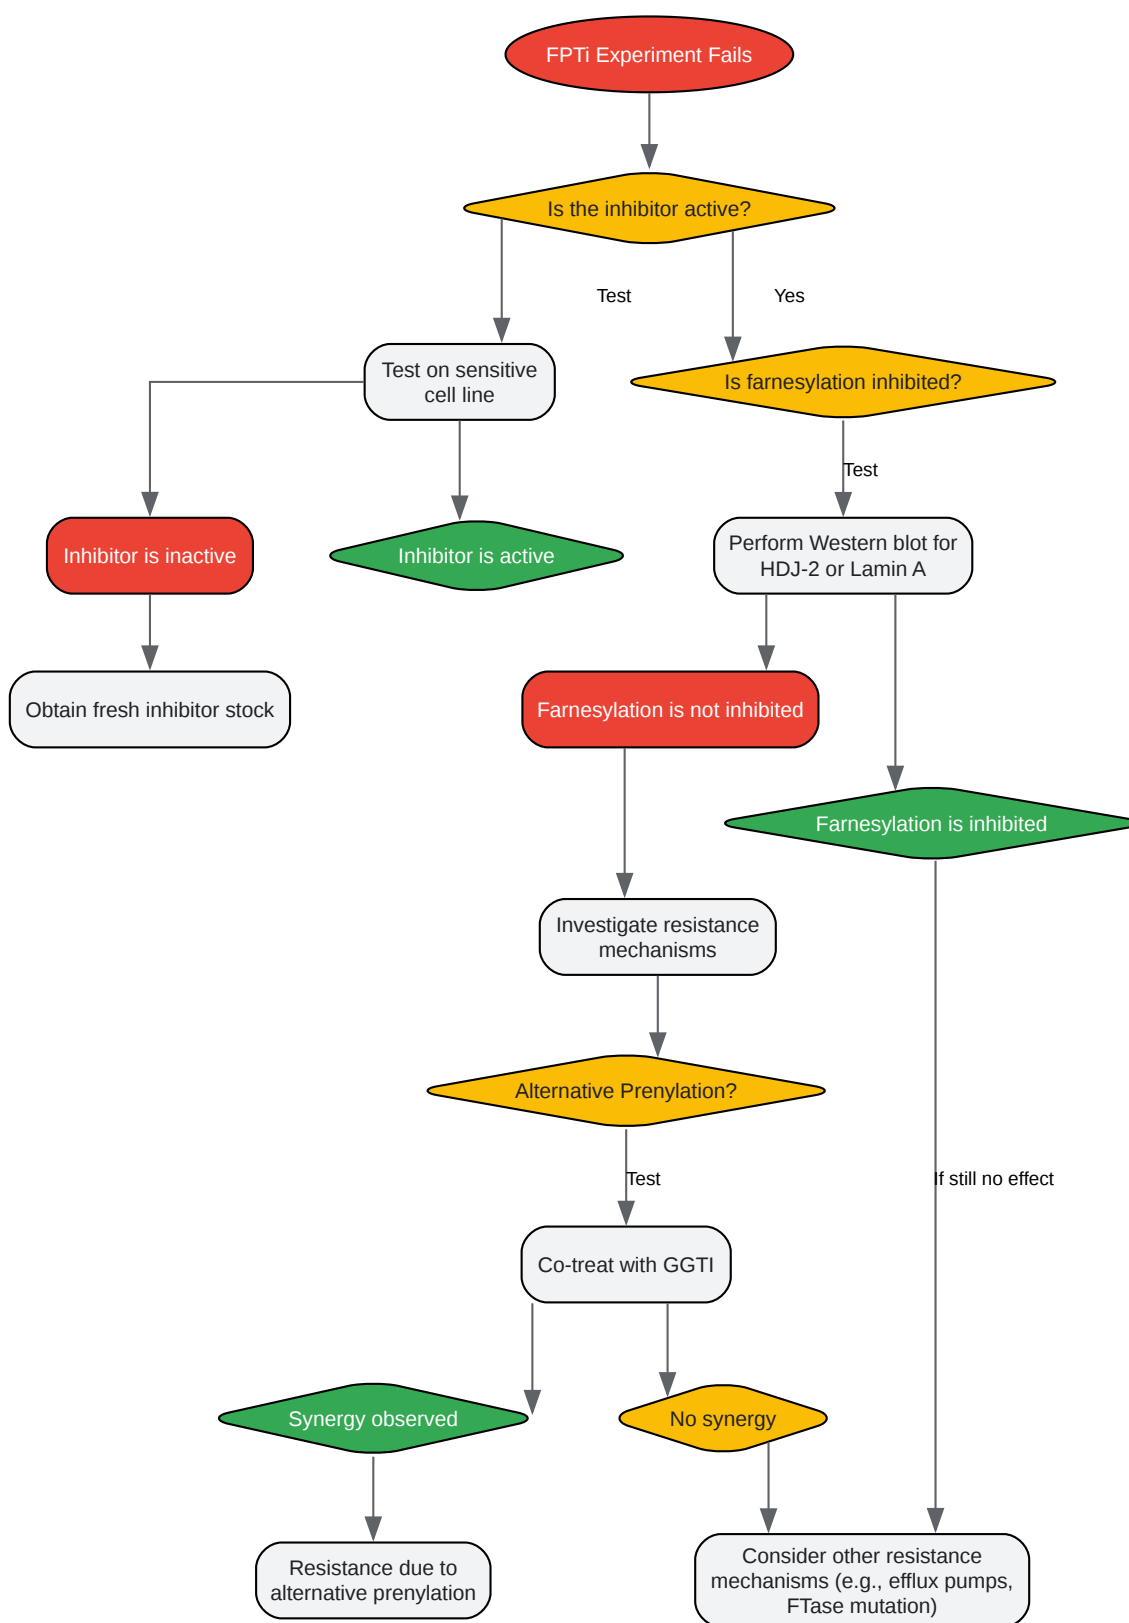 FPTi Experiment Fails
Is the inhibitor active?
Test
Yes
Test on sensitive
cell line
Is farnesylation inhibited?
Test
Inhibitor is inactive
Inhibitor is active
Perform Western blot for
HDJ-2 or Lamin A
Obtain fresh inhibitor stock
Farnesylation is not inhibited
Farnesylation is inhibited
Investigate resistance
mechanisms
Alternative Prenylation?
Test
If still no effect
Co-treat with GGTI
Synergy observed
No synergy
Resistance due to
alternative prenylation
Consider other resistance
mechanisms (e.g., efflux pumps,
FTase mutation)